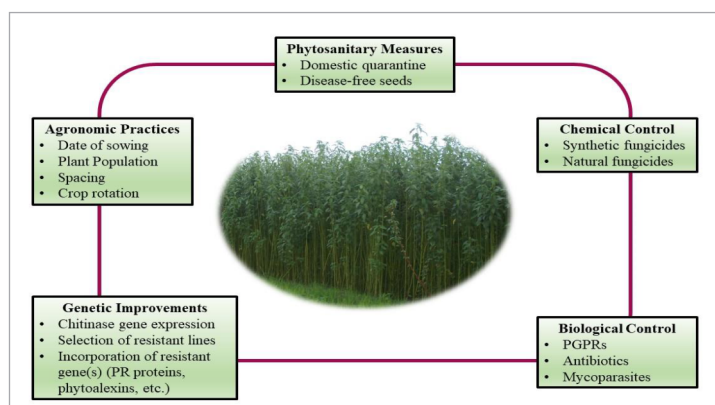 Phytosanitary Measures
• Domestic quarantine
• Disease-free seeds
Agronomic Practices
• Date of sowing
• Plant Population
• Spacing
• Crop rotation
Chemical Control
• Synthetic fungicides
• Natural fungicides
Genetic Improvements
• Chitinase gene expression
• Selection of resistant lines
• Incorporation of resistant
gene(s) (PR proteins,
phytoalexins, etc.)
Biological Control
• PGPRs
• Antibiotics
• Mycoparasites